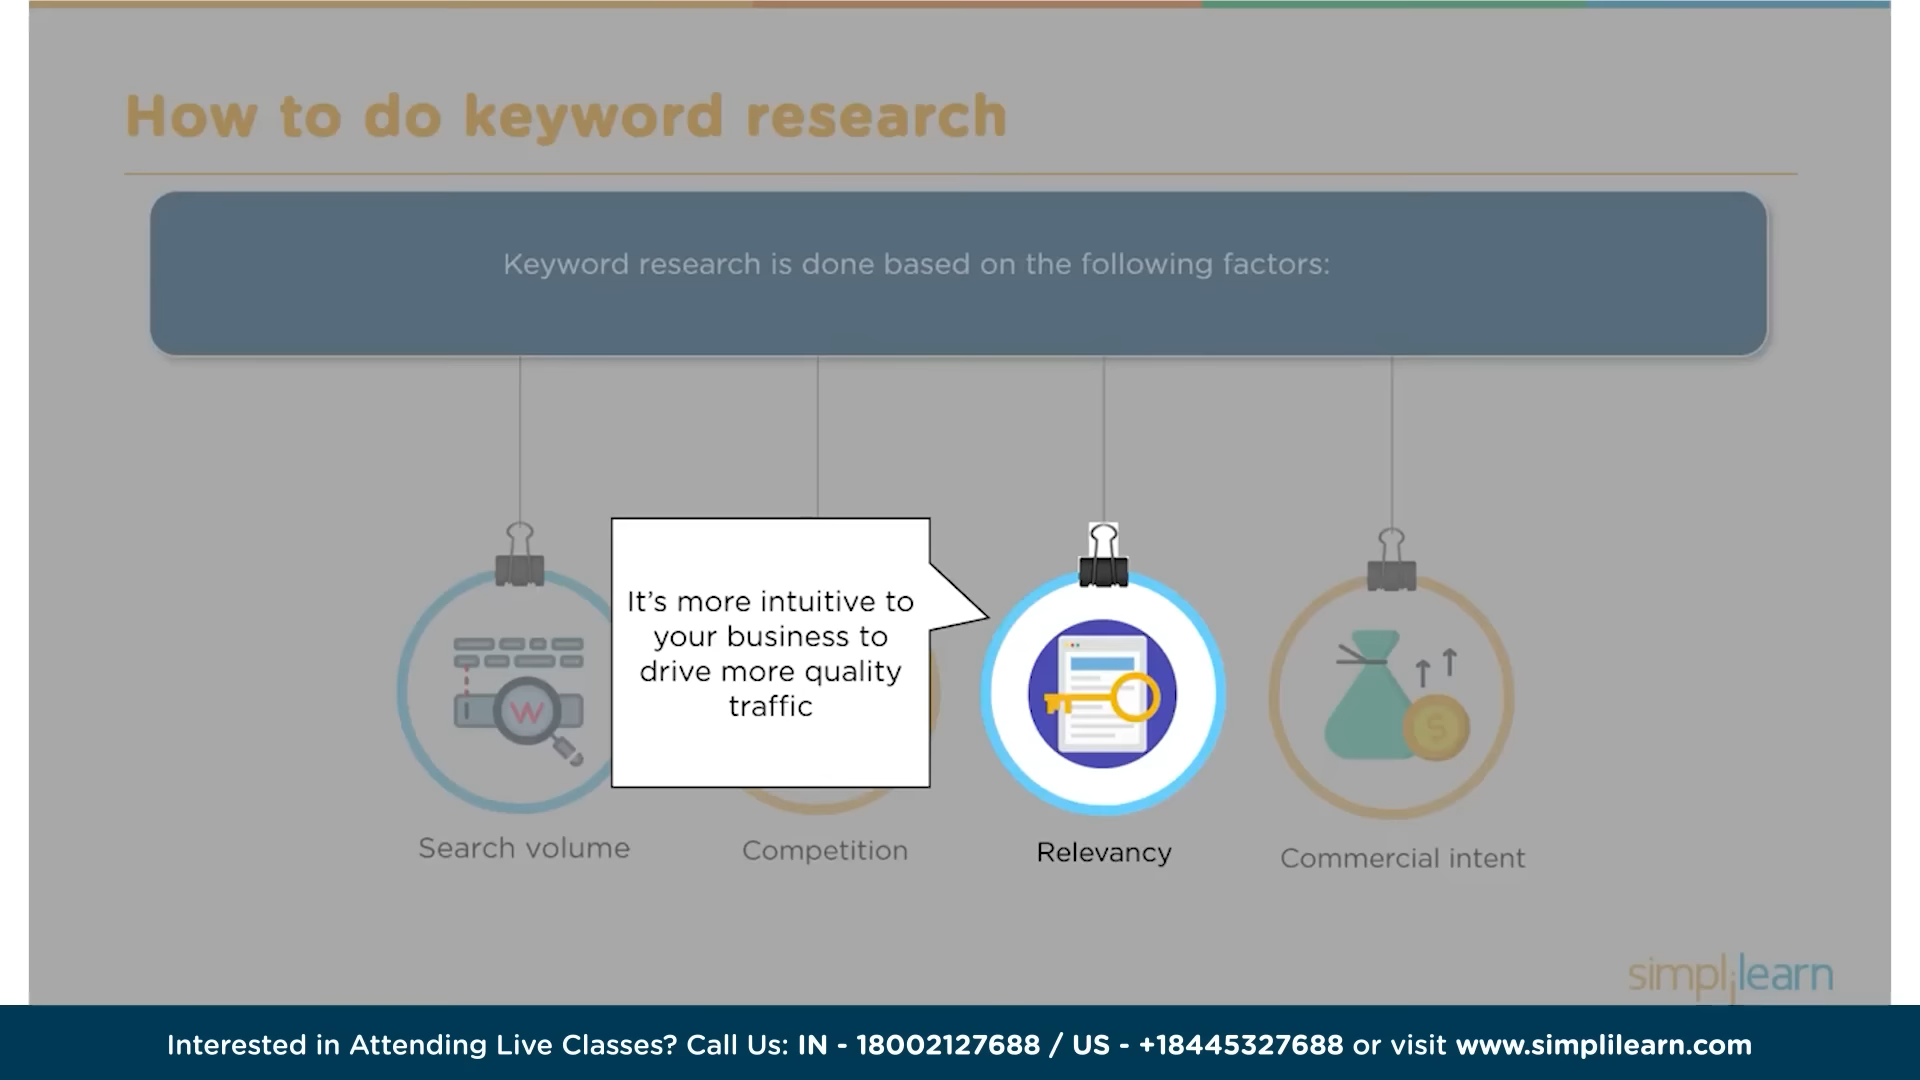 How to do keyword research
Keyword research is done based on the following factors:
It's more intuitive to
your business to
drive more quality
traffic
W
$
Search volume
Competition
Relevancy
Commercial intent
simplilearn
Interested in Attending Live Classes? Call Us: IN - 18002127688 / US - +18445327688 or visit www.simplilearn.com